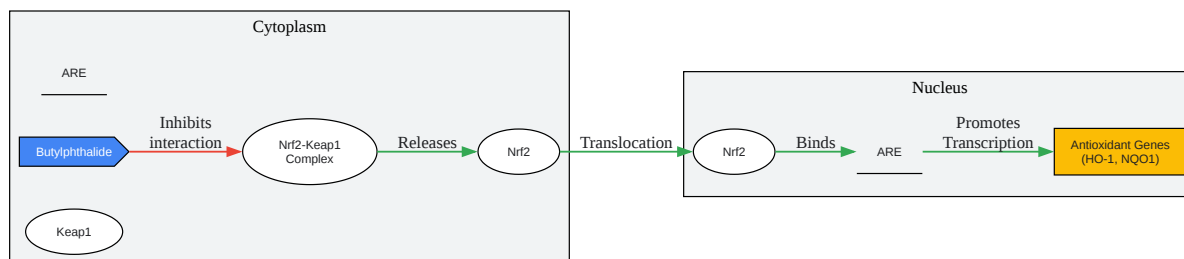 Cytoplasm
ARE
Butylphthalide
Inhibits
interaction
Nrf2-Keap1
Complex
Releases
Nrf2
Keap1
Translocation
Nucleus
Nrf2
Binds
ARE
Promotes
Transcription
Antioxidant Genes
(HO-1, NQO1)